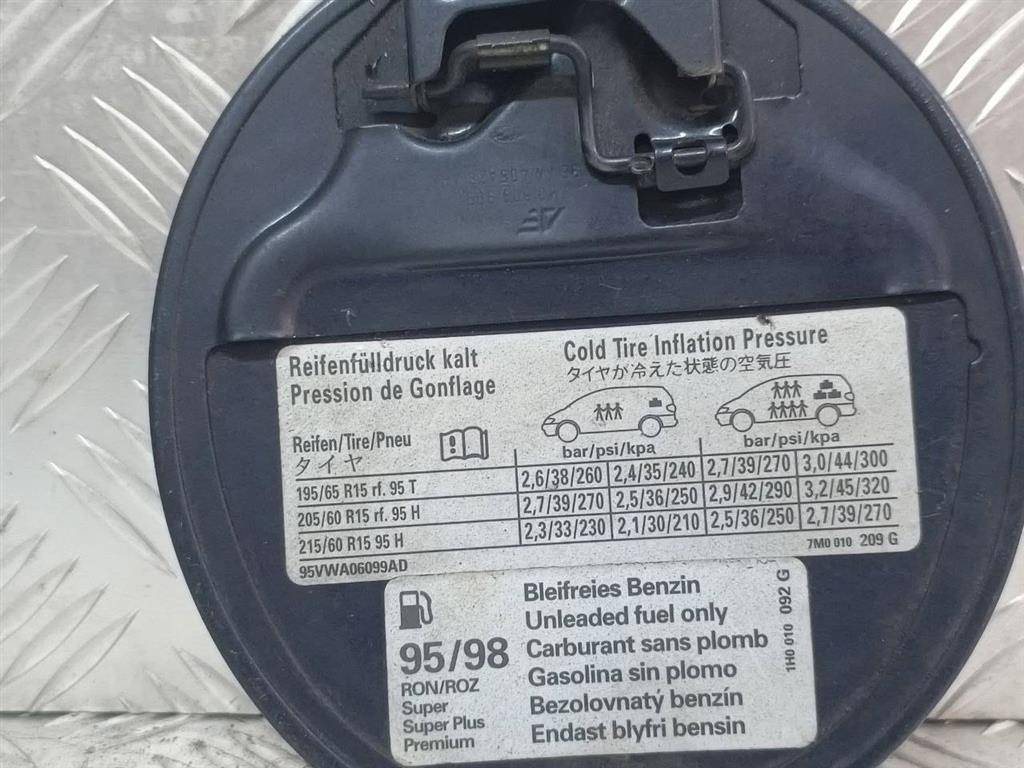 Reifenfülldruck kalt
Pression de Gonflage
Cold Tire Inflation Pressure
タイヤが冷えた状態の空気圧
Reifen/Tire/Pneu
タイヤ
bar/psi/kpa
bar/psi/kpa
195/65 R15 rf. 95 T 2,6/38/260 2,4/35/240 2,7/39/270 3,0/44/300
205/60 R15 rf. 95 H 2,7/39/270 2,5/36/250 2,9/42/290 3,2/45/320
215/60 R15 95 H 2,3/33/230 2,1/30/210 2,5/36/250 2,7/39/270
95VWA06099AD
7M0 010 209 G
95/98
RON/ROZ
Super
Super Plus
Premium
Bleifreies Benzin
Unleaded fuel only
Carburant sans plomb
Gasolina sin plomo
Bezolovnatý benzín
Endast blyfri bensin
1H0 010 092 G